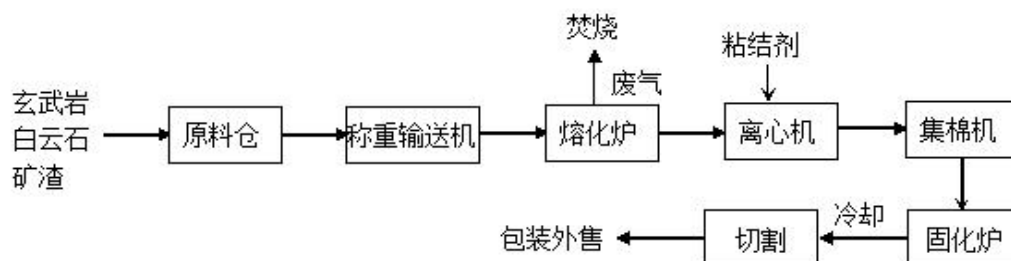 焚烧
粘结剂
废气
玄武岩
白云石
矿渣
原料仓
称重输送机
熔化炉
离心机
集棉机
包装外售
切割
冷却
固化炉